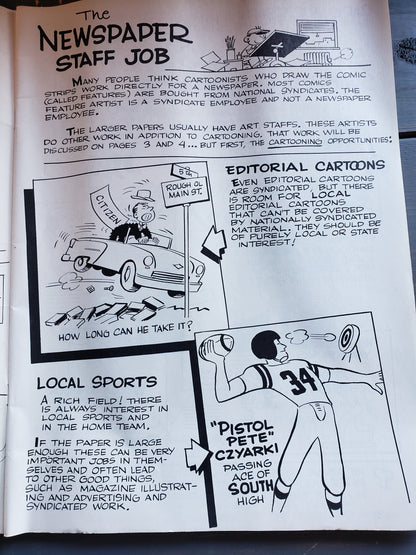 The
NEWSPAPER
STAFF JOB
MANY PEOPLE THINK CARTOONISTS WHO DRAW THE COMIC
STRIPS WORK DIRECTLY FOR A NEWSPAPER, MOST COMICS
(CALLED FEATURES) ARE BOUGHT FROM NATIONAL SYNDICATES. THE
FEATURE ARTIST IS A SYNDICATE EMPLOYEE AND NOT A NEWSPAPER
EMPLOYEE.
THE LARGER PAPERS USUALLY HAVE ART STAFFS. THESE ARTISTS
DO OTHER WORK IN ADDITION TO CARTOONING. THAT WORK WILL BE
DISCUSSED ON PAGES 3 AND 4... BUT FIRST, THE CARTOONING OPPORTUNITIES:
EDITORIAL CARTOONS
EVEN EDITORIAL CARTOONS
ARE SYNDICATED, BUT THERE
IS ROOM FOR LOCAL
EDITORIAL CARTOONS
THAT CAN'T BE COVERED
BY NATIONALLY SYNDICATED
MATERIAL. THEY SHOULD BE
OF PURELY LOCAL OR STATE
INTEREST!
ROUGH OL
MAIN ST.
CITIZEN
HOW LONG CAN HE TAKE IT?
LOCAL SPORTS
A RICH FIELD! THERE
IS ALWAYS INTEREST IN
LOCAL SPORTS AND
IN THE HOME TEAM.
IF THE PAPER IS LARGE
ENOUGH THESE CAN BE VERY
IMPORTANT JOBS IN THEM-
SELVES AND OFTEN LEAD
TO OTHER GOOD THINGS,
SUCH AS MAGAZINE ILLUSTRAT-
ING AND ADVERTISING AND
SYNDICATED WORK.
34
"PISTOL
PETE"
CZYARKI
PASSING
ACE OF
SOUTH
HIGH